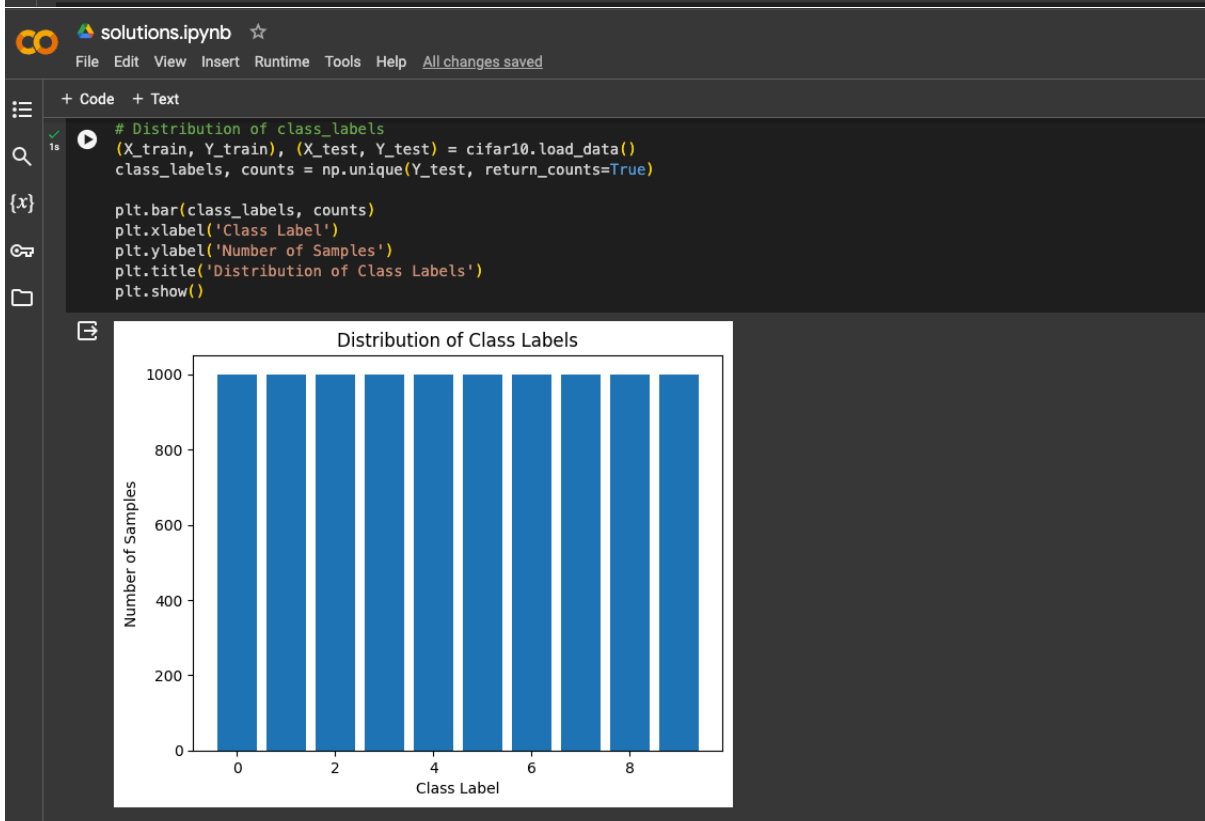 solutions.ipynb
File Edit View Insert Runtime Tools Help All changes saved
+ Code + Text
1s
{x}
# Distribution of class_labels
(X_train, Y_train), (X_test, Y_test) = cifar10.load_data()
class_labels, counts = np.unique(Y_test, return_counts=True)
plt.bar(class_labels, counts)
plt.xlabel('Class Label')
plt.ylabel('Number of Samples')
plt.title('Distribution of Class Labels')
plt.show()
Distribution of Class Labels
Number of Samples
1000
800
600
400
200
0
0 2 4 6 8
Class Label